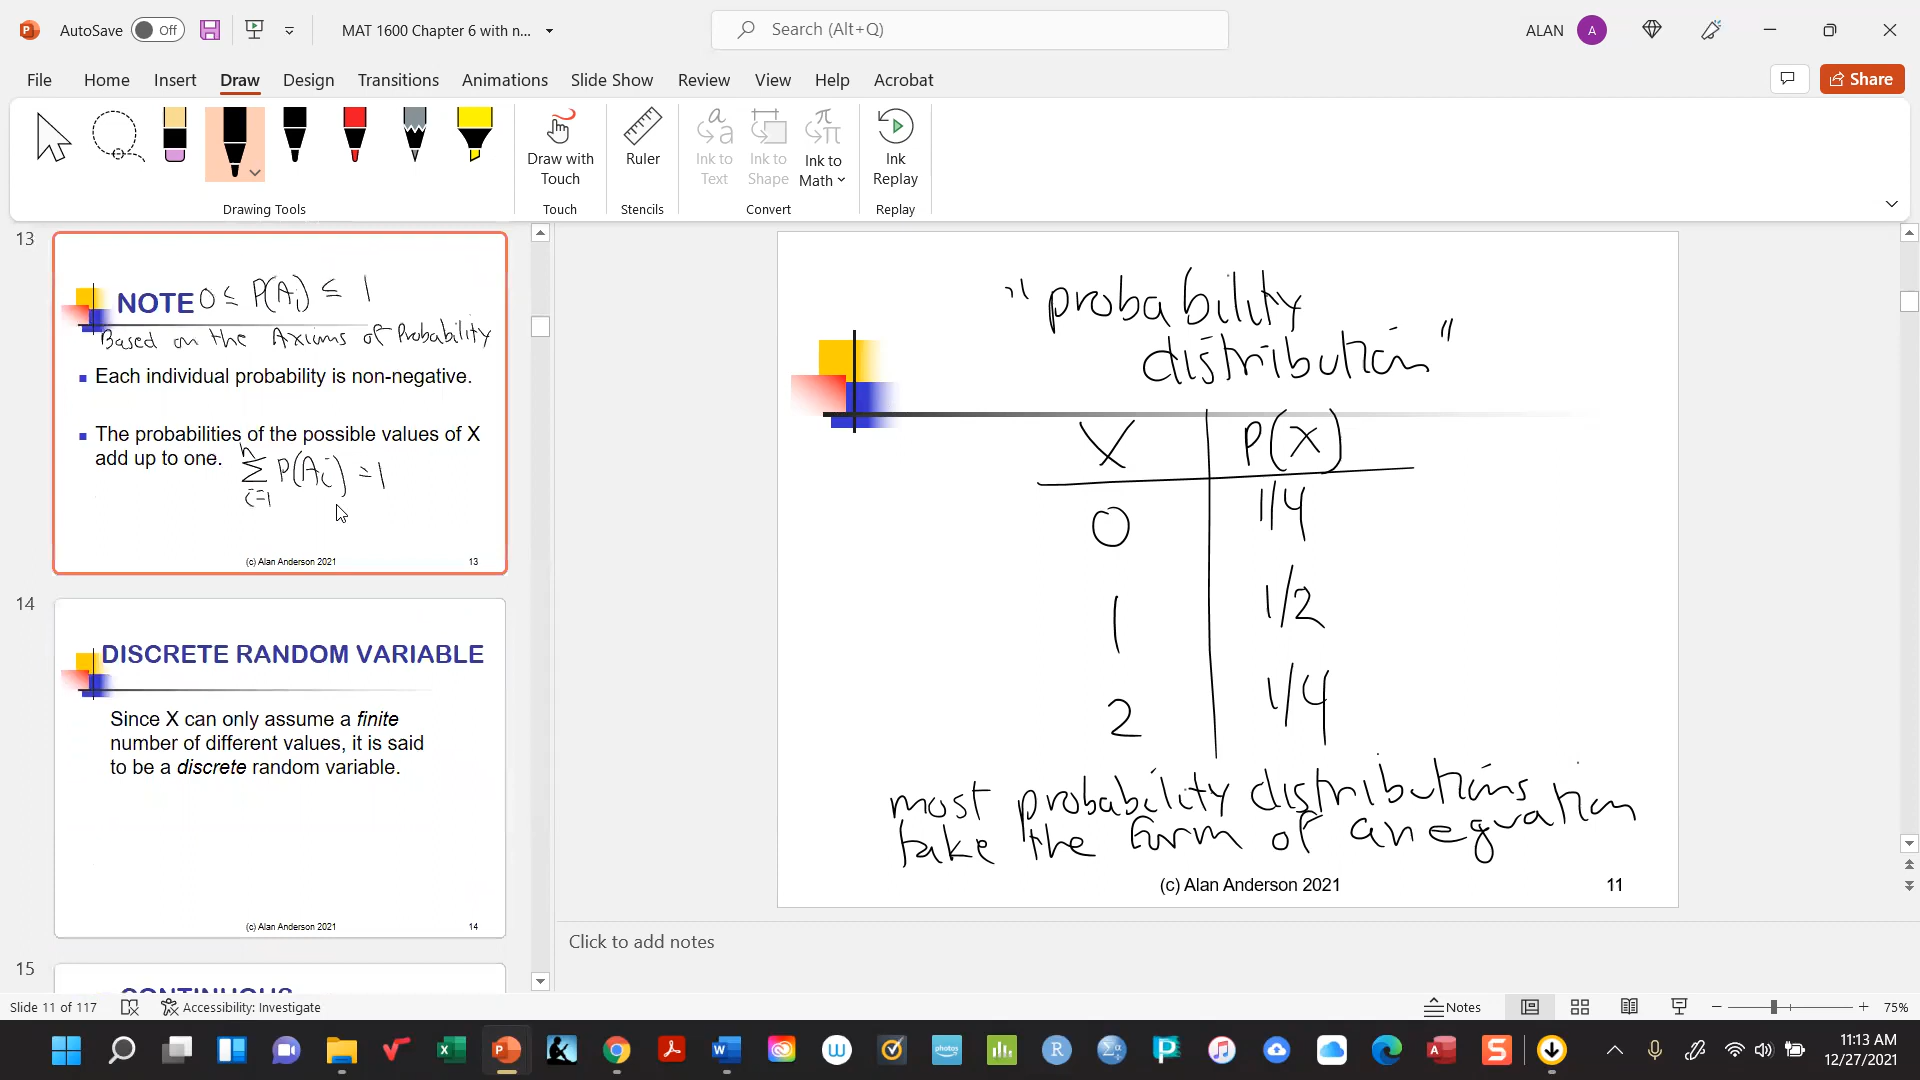 AutoSave Off MAT 1600 Chapter 6 with n... Search (Alt+Q) ALAN A
File Home Insert Draw Design Transitions Animations Slide Show Review View Help Acrobat Share
Draw with Touch
Ruler
Ink to Text
Ink to Shape
Ink to Math
Ink Replay
Drawing Tools Touch Stencils Convert Replay
13
NOTE 0 ≤ P(Ai) ≤ 1
Based on the Axioms of Probability
▪ Each individual probability is non-negative.
▪ The probabilities of the possible values of X
add up to one.
n
∑ P(Ai) = 1
i=1
(c) Alan Anderson 2021 13
14
DISCRETE RANDOM VARIABLE
Since X can only assume a finite
number of different values, it is said
to be a discrete random variable.
(c) Alan Anderson 2021 14
15
CONTINUOUS
"probability
distribution"
X P(X)
0 1/4
1 1/2
2 1/4
most probability distributions
take the form of an equation
(c) Alan Anderson 2021 11
Click to add notes
Slide 11 of 117 Accessibility: Investigate Notes 75%
photos
11:13 AM
12/27/2021